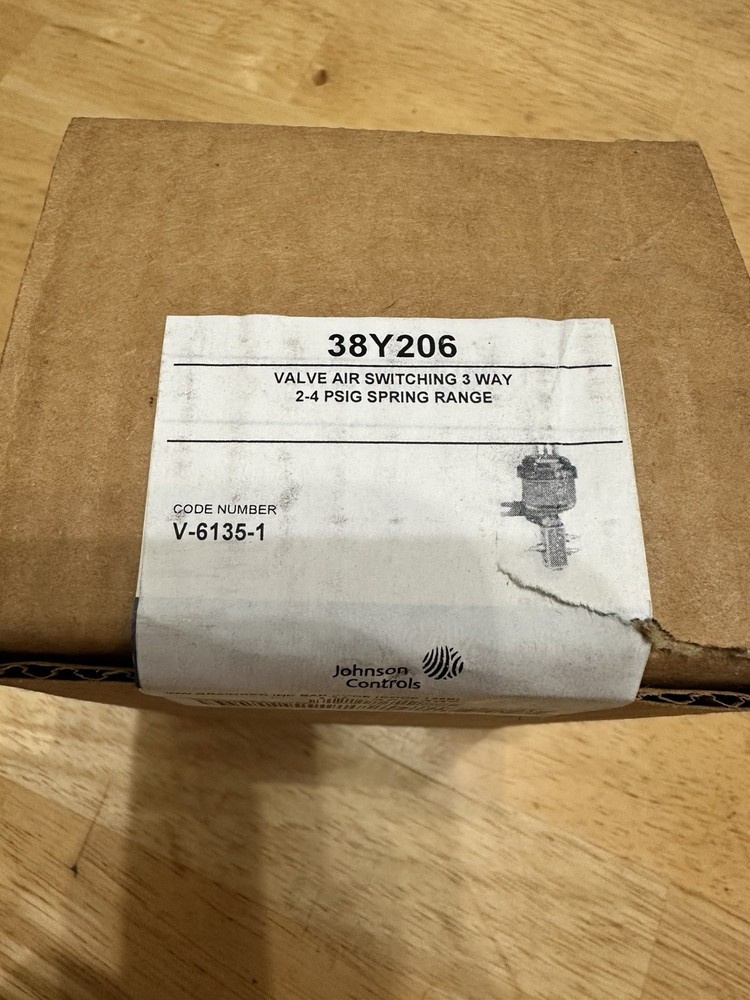 38Y206
VALVE AIR SWITCHING 3 WAY
2-4 PSIG SPRING RANGE
CODE NUMBER
V-6135-1
Johnson
Controls